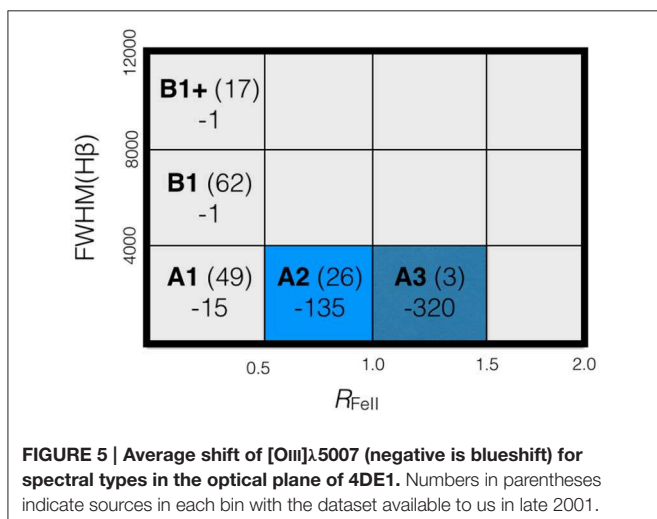 12000
B1+ (17)
-1
8000
B1 (62)
-1
FWHM(Hβ)
4000
A1 (49)
-15
A2 (26)
-135
A3 (3)
-320
0.5
1.0
1.5
2.0
RFeII
FIGURE 5 | Average shift of [OIII]λ5007 (negative is blueshift) for
spectral types in the optical plane of 4DE1. Numbers in parentheses
indicate sources in each bin with the dataset available to us in late 2001.